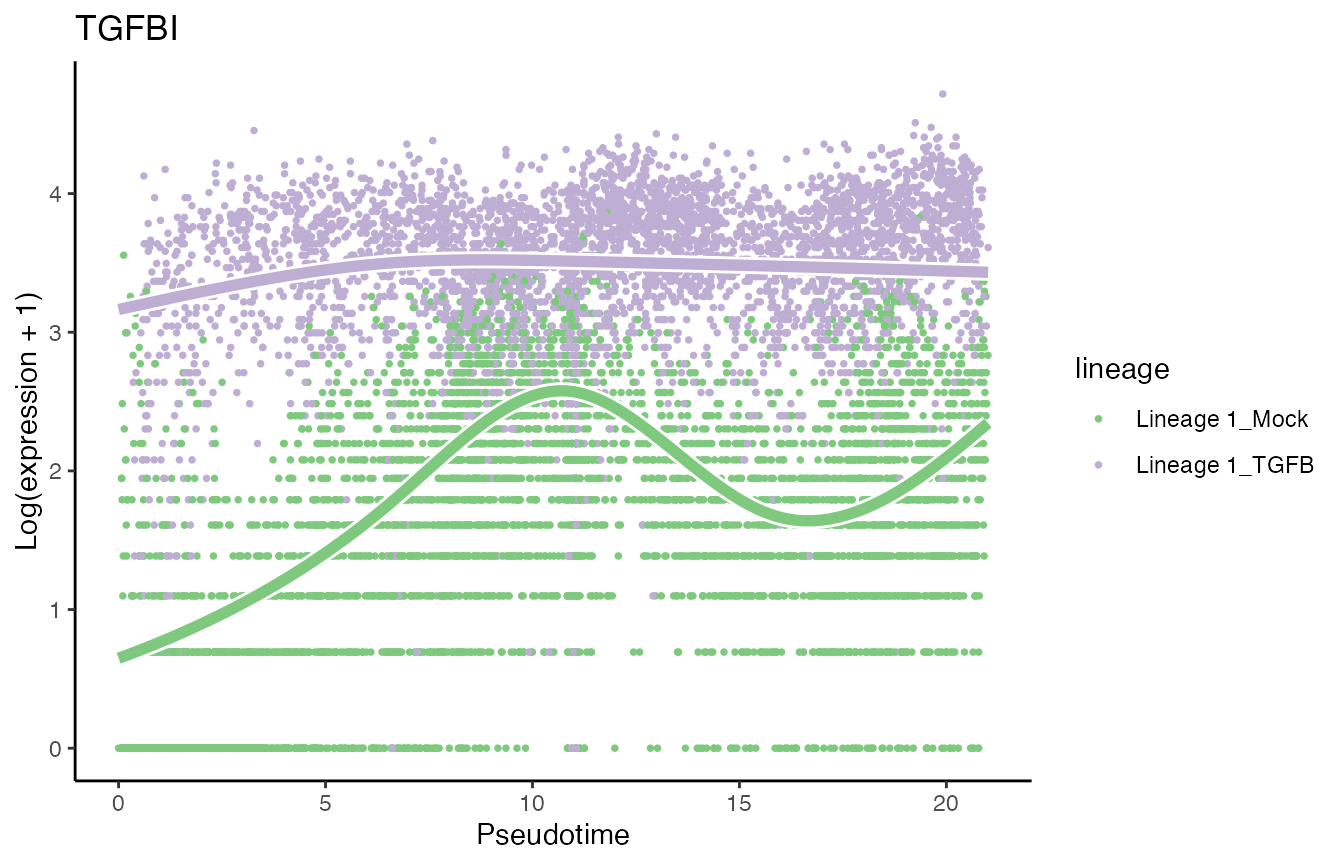 TGFBI
Log(expression + 1)
4
3
2
1
0
0 5 10 15 20
Pseudotime
lineage
Lineage 1_Mock
Lineage 1_TGFB